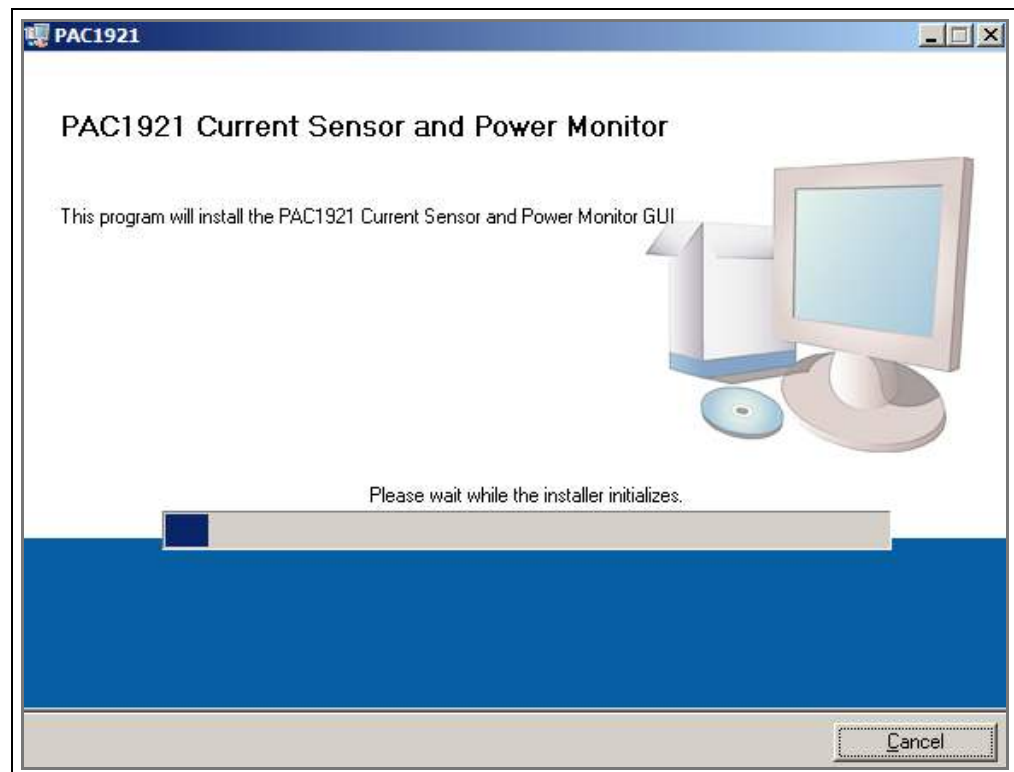 PAC1921
PAC1921 Current Sensor and Power Monitor
This program will install the PAC1921 Current Sensor and Power Monitor GUI
Please wait while the installer initializes.
Cancel